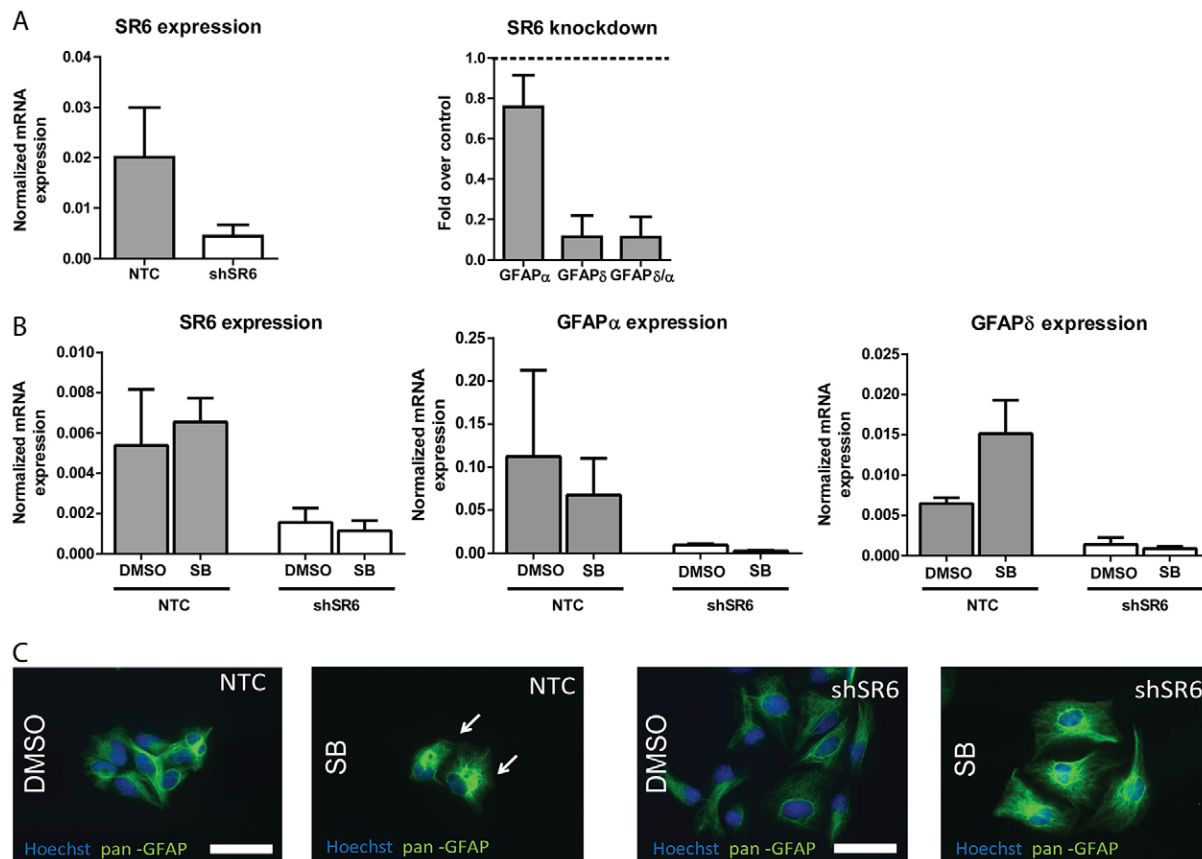 A
SR6 expression
Normalized mRNA
expression
0.04
0.03
0.02
0.01
0.00
NTC
shSR6
SR6 knockdown
Fold over control
1.0
0.8
0.6
0.4
0.2
0.0
GFAPα
GFAPδ
GFAPδ/α
B
SR6 expression
Normalized mRNA
expression
0.010
0.008
0.006
0.004
0.002
0.000
DMSO
SB
DMSO
SB
NTC
shSR6
GFAPα expression
Normalized mRNA
expression
0.25
0.20
0.15
0.10
0.05
0.00
DMSO
SB
DMSO
SB
NTC
shSR6
GFAPδ expression
Normalized mRNA
expression
0.025
0.020
0.015
0.010
0.005
0.000
DMSO
SB
DMSO
SB
NTC
shSR6
C
NTC
DMSO
Hoechst pan -GFAP
NTC
SB
Hoechst pan -GFAP
shSR6
DMSO
Hoechst pan -GFAP
shSR6
SB
Hoechst pan -GFAP